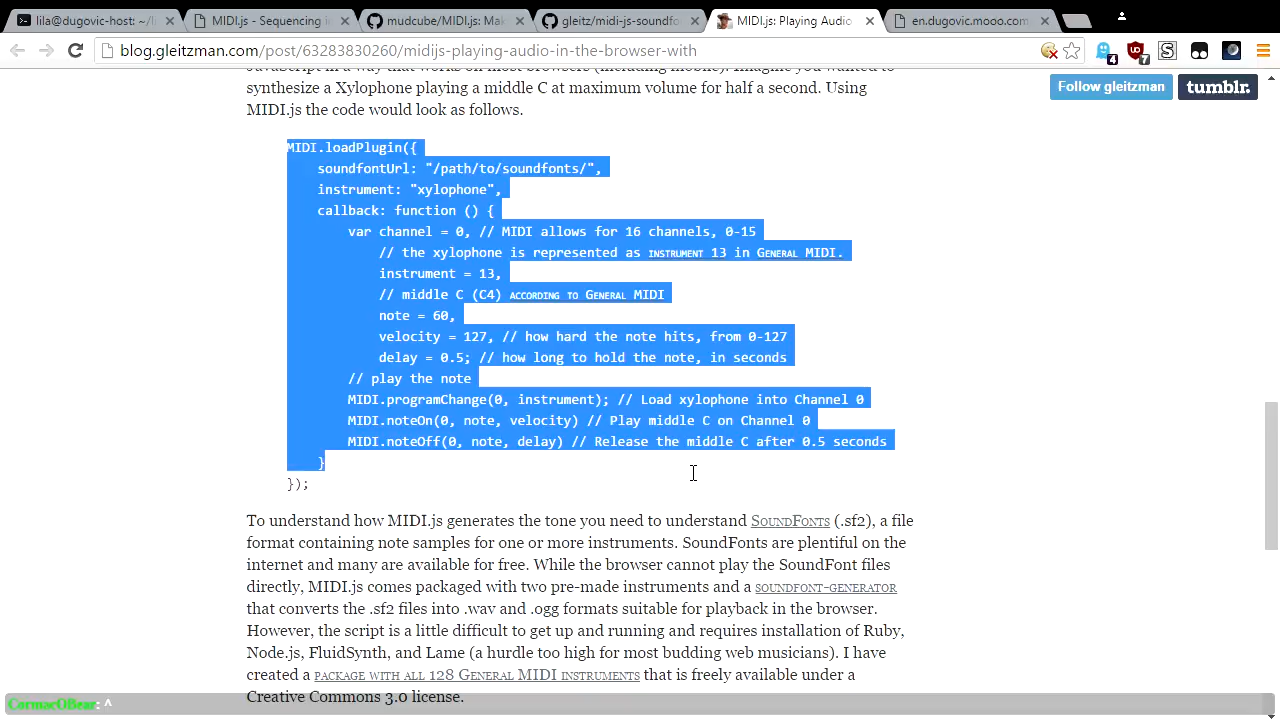 lila@dugovic-host: ~/li
MIDI.js - Sequencing in
mudcube/MIDI.js: Mak
gleitz/midi-js-soundfo
MIDI.js: Playing Audio
en.dugovic.mooo.com
blog.gleitzman.com/post/63283830260/midijs-playing-audio-in-the-browser-with
4
7
S
Follow gleitzman
tumblr.
synthesize a Xylophone playing a middle C at maximum volume for half a second. Using
MIDI.js the code would look as follows.
MIDI.loadPlugin({
soundfontUrl: "/path/to/soundfonts/",
instrument: "xylophone",
callback: function () {
var channel = 0, // MIDI allows for 16 channels, 0-15
// the xylophone is represented as instrument 13 in General MIDI.
instrument = 13,
// middle C (C4) according to General MIDI
note = 60,
velocity = 127, // how hard the note hits, from 0-127
delay = 0.5; // how long to hold the note, in seconds
// play the note
MIDI.programChange(0, instrument); // Load xylophone into Channel 0
MIDI.noteOn(0, note, velocity) // Play middle C on Channel 0
MIDI.noteOff(0, note, delay) // Release the middle C after 0.5 seconds
}
});
To understand how MIDI.js generates the tone you need to understand SoundFonts (.sf2), a file
format containing note samples for one or more instruments. SoundFonts are plentiful on the
internet and many are available for free. While the browser cannot play the SoundFont files
directly, MIDI.js comes packaged with two pre-made instruments and a soundfont-generator
that converts the .sf2 files into .wav and .ogg formats suitable for playback in the browser.
However, the script is a little difficult to get up and running and requires installation of Ruby,
Node.js, FluidSynth, and Lame (a hurdle too high for most budding web musicians). I have
created a package with all 128 General MIDI instruments that is freely available under a
Creative Commons 3.0 license.
CormacOBear: ^